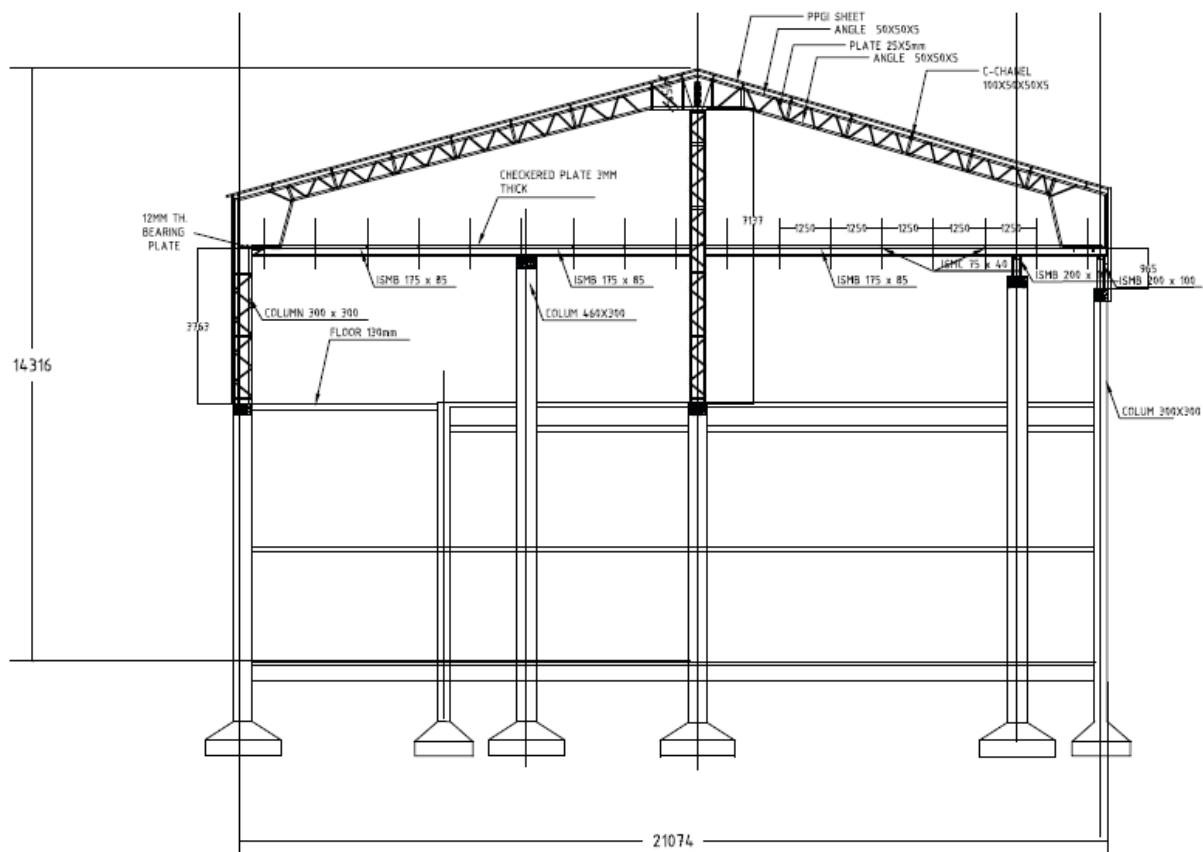 PPGI SHEET
ANGLE 50X50X5
PLATE 25X5mm
ANGLE 50X50X5
C-CHANEL
100X50X50X5
CHECKERED PLATE 3MM
THICK
12MM TH.
BEARING
PLATE
7137
1250
1250
1250
1250
1250
ISMB 175 x 85
ISMB 175 x 85
ISMB 175 x 85
ISMC 75 x 40
ISMB 200 x
ISMB 200 x 100
965
3763
COLUMN 300 x 300
COLUM 460X300
FLOOR 130mm
14316
COLUM 300X300
21074